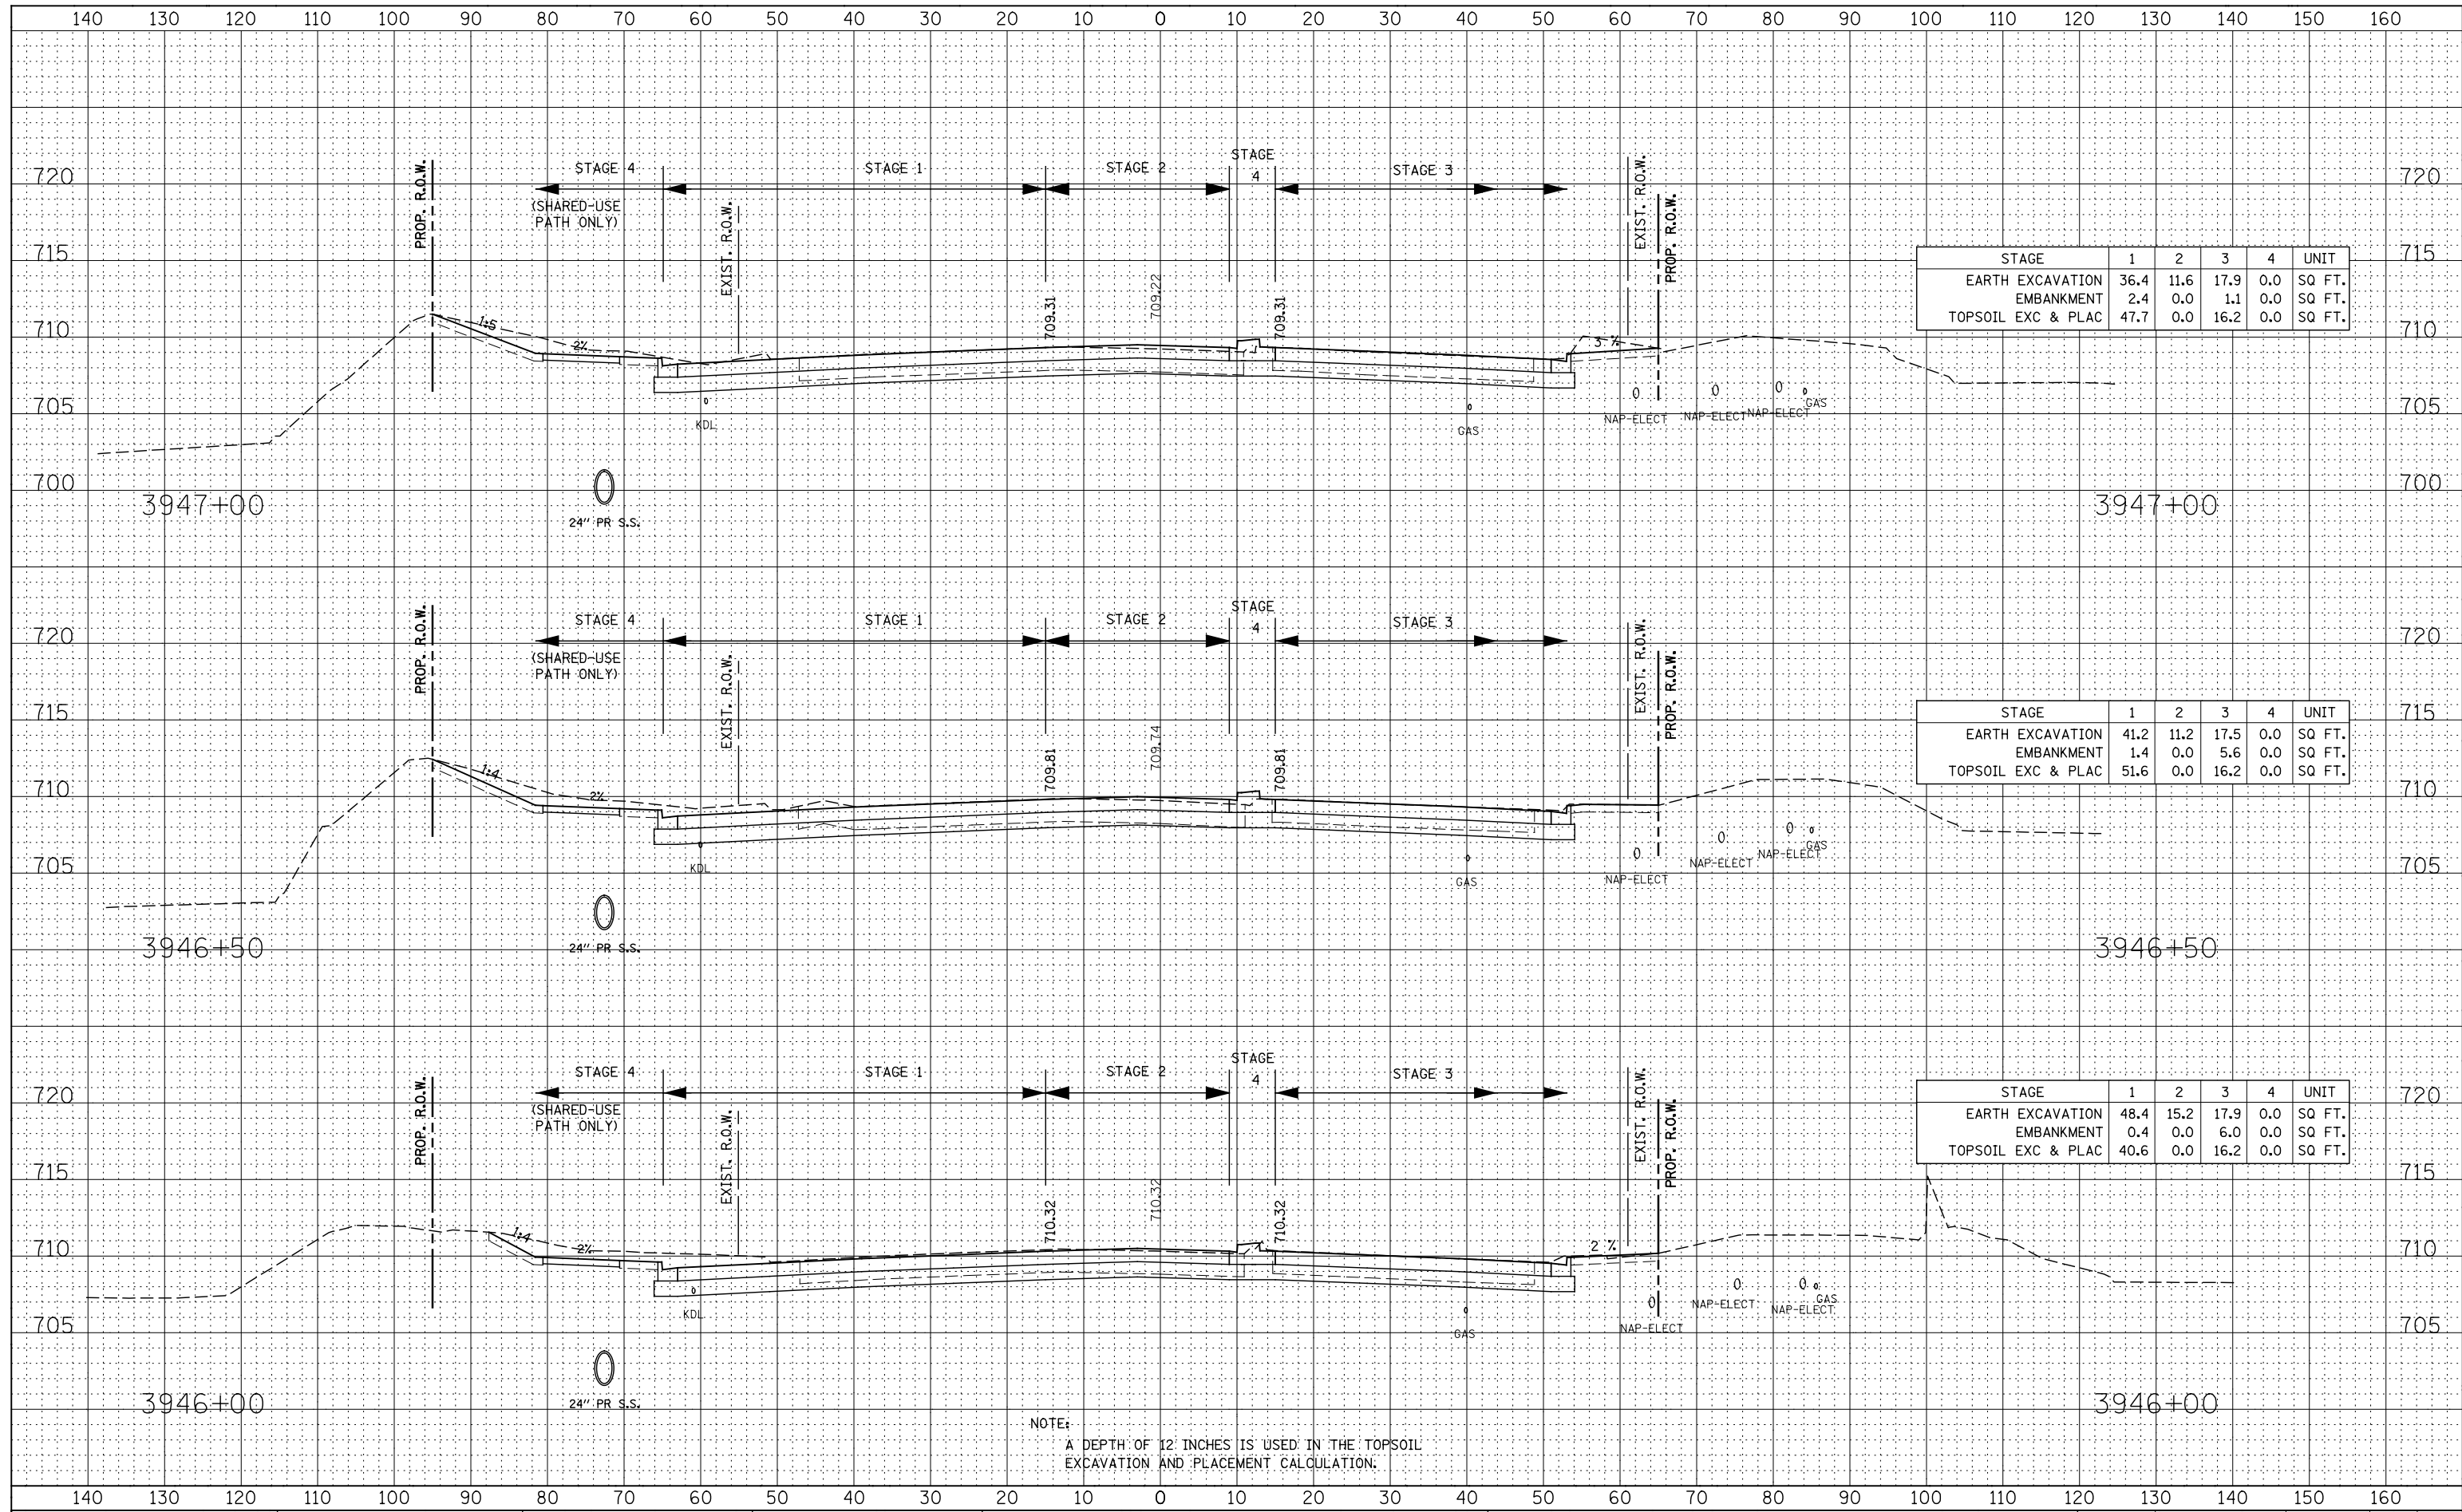 140 130 120 110 100 90 80 70 60 50 40 30 20 10 0 10 20 30 40 50 60 70 80 90 100 110 120 130 140 150 160
STAGE
720 PROP. R.O.W. STAGE 4 STAGE 1 STAGE 2 4 STAGE 3 EXIST. R.O.W. 720
(SHARED-USE
PATH ONLY)
EXIST. R.O.W. PROP. R.O.W.
715 715
STAGE 1 2 3 4 UNIT
EARTH EXCAVATION 36.4 11.6 17.9 0.0 SQ FT.
EMBANKMENT 2.4 0.0 1.1 0.0 SQ FT.
TOPSOIL EXC & PLAC 47.7 0.0 16.2 0.0 SQ FT.
709.31 709.22 709.31
710 1:5 2% 3 % 710
705 KDL GAS NAP-ELECT NAP-ELECT NAP-ELECT GAS 705
700 700
3947+00 3947+00
24" PR S.S.
STAGE
720 PROP. R.O.W. STAGE 4 STAGE 1 STAGE 2 4 STAGE 3 EXIST. R.O.W. 720
(SHARED-USE
PATH ONLY)
EXIST. R.O.W. PROP. R.O.W.
715 715
STAGE 1 2 3 4 UNIT
EARTH EXCAVATION 41.2 11.2 17.5 0.0 SQ FT.
EMBANKMENT 1.4 0.0 5.6 0.0 SQ FT.
TOPSOIL EXC & PLAC 51.6 0.0 16.2 0.0 SQ FT.
709.81 709.74 709.81
710 1:4 2% 710
705 KDL GAS NAP-ELECT NAP-ELECT NAP-ELECT GAS 705
3946+50 3946+50
24" PR S.S.
STAGE
720 PROP. R.O.W. STAGE 4 STAGE 1 STAGE 2 4 STAGE 3 EXIST. R.O.W. 720
(SHARED-USE
PATH ONLY)
EXIST. R.O.W. PROP. R.O.W.
715 715
STAGE 1 2 3 4 UNIT
EARTH EXCAVATION 48.4 15.2 17.9 0.0 SQ FT.
EMBANKMENT 0.4 0.0 6.0 0.0 SQ FT.
TOPSOIL EXC & PLAC 40.6 0.0 16.2 0.0 SQ FT.
710.32 710.32 710.32
710 1:4 2% 2 % 710
705 KDL GAS NAP-ELECT NAP-ELECT NAP-ELECT GAS 705
3946+00 3946+00
24" PR S.S.
NOTE:
A DEPTH OF 12 INCHES IS USED IN THE TOPSOIL
EXCAVATION AND PLACEMENT CALCULATION.
140 130 120 110 100 90 80 70 60 50 40 30 20 10 0 10 20 30 40 50 60 70 80 90 100 110 120 130 140 150 160